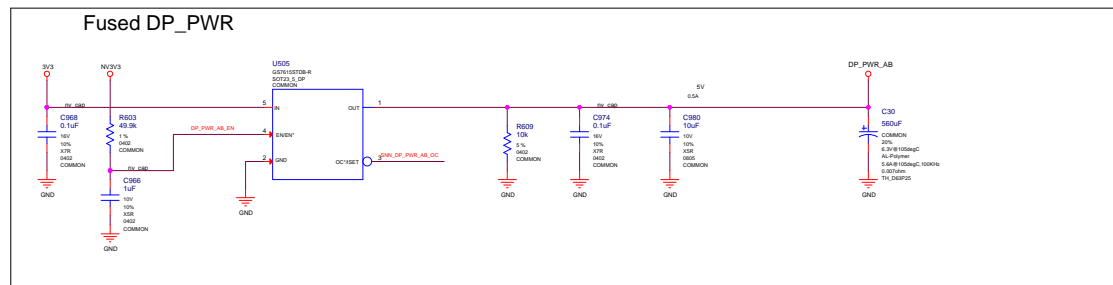 Fused DP_PWR
3V3
NV3V3
nv_cap
C968
0.1uF
16V
10%
X7R
0402
COMMON
GND
R603
49.9k
1 %
0402
COMMON
nv_cap
C966
1uF
10V
10%
X5R
0402
COMMON
GND
DP_PWR_AB_EN
U505
GS7615STDB-R
SOT23_5_DP
COMMON
5
IN
OUT
1
4
EN/EN*
2
GND
OC*/ISET
3
SNN_DP_PWR_AB_OC
GND
R609
10k
5 %
0402
COMMON
GND
nv_cap
C974
0.1uF
16V
10%
X7R
0402
COMMON
GND
5V
0.5A
C980
10uF
10V
10%
X5R
0805
COMMON
GND
DP_PWR_AB
C30
560uF
COMMON
20%
6.3V@105degC
AL-Polymer
5.6A@105degC,100KHz
0.007ohm
TH_D63P25
GND